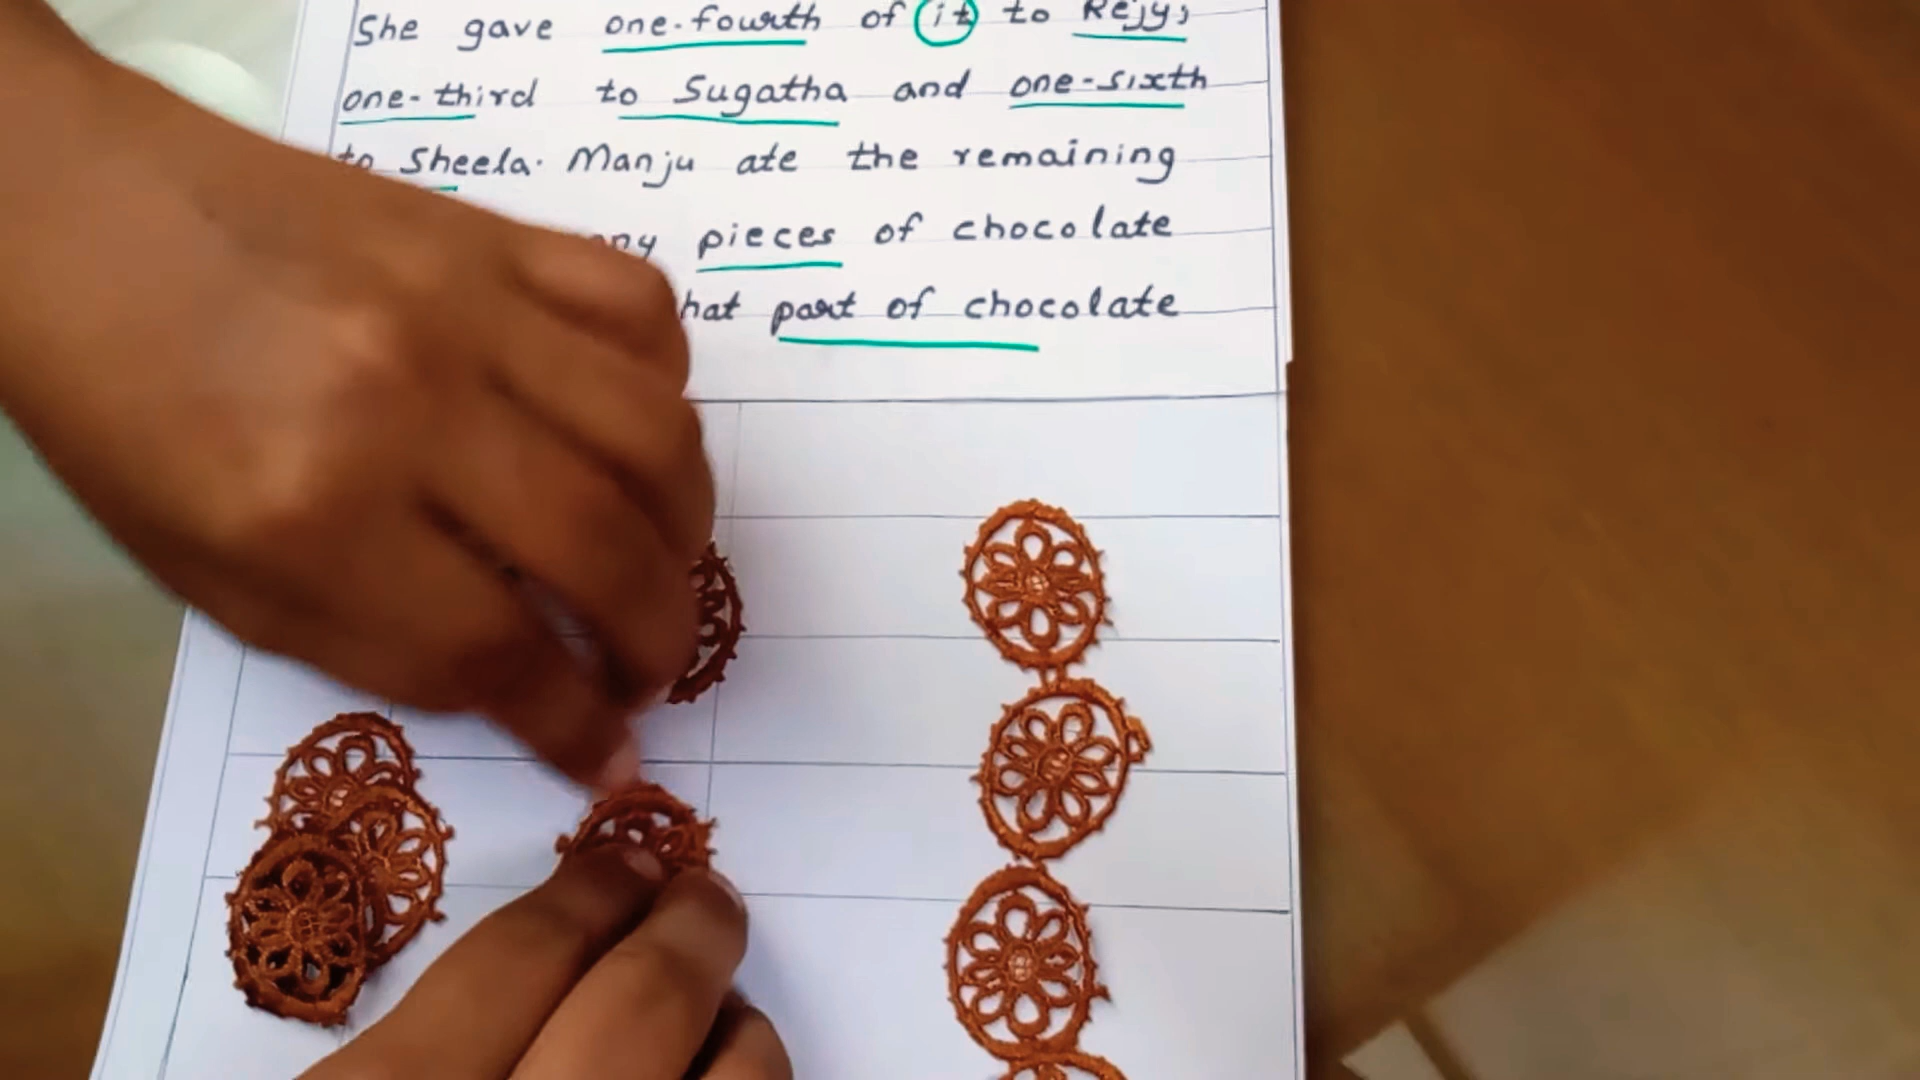 She gave one-fourth of it to Rejy,
one-third to Sugatha and one-sixth
to Sheela. Manju ate the remaining
pieces of chocolate
part of chocolate